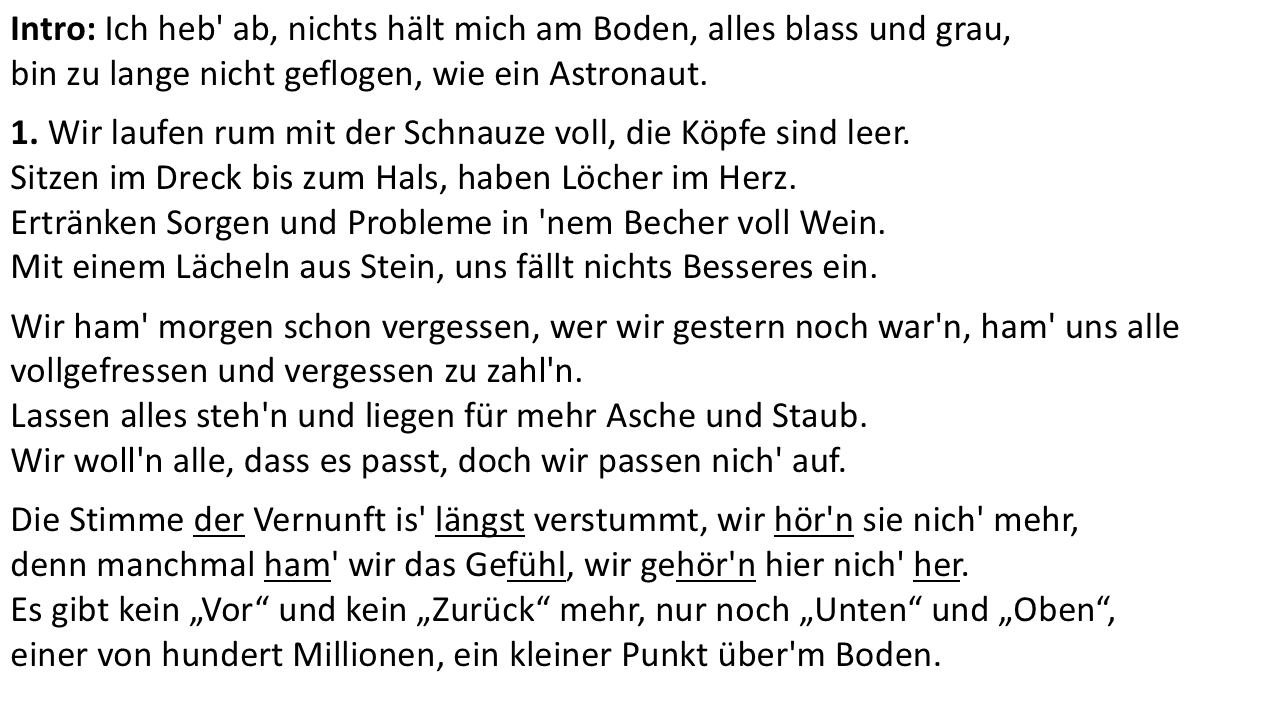 Intro: Ich heb' ab, nichts hält mich am Boden, alles blass und grau,
bin zu lange nicht geflogen, wie ein Astronaut.
1. Wir laufen rum mit der Schnauze voll, die Köpfe sind leer.
Sitzen im Dreck bis zum Hals, haben Löcher im Herz.
Ertränken Sorgen und Probleme in 'nem Becher voll Wein.
Mit einem Lächeln aus Stein, uns fällt nichts Besseres ein.
Wir ham' morgen schon vergessen, wer wir gestern noch war'n, ham' uns alle
vollgefressen und vergessen zu zahl'n.
Lassen alles steh'n und liegen für mehr Asche und Staub.
Wir woll'n alle, dass es passt, doch wir passen nich' auf.
Die Stimme der Vernunft is' längst verstummt, wir hör'n sie nich' mehr,
denn manchmal ham' wir das Gefühl, wir gehör'n hier nich' her.
Es gibt kein „Vor“ und kein „Zurück“ mehr, nur noch „Unten“ und „Oben“,
einer von hundert Millionen, ein kleiner Punkt über'm Boden.